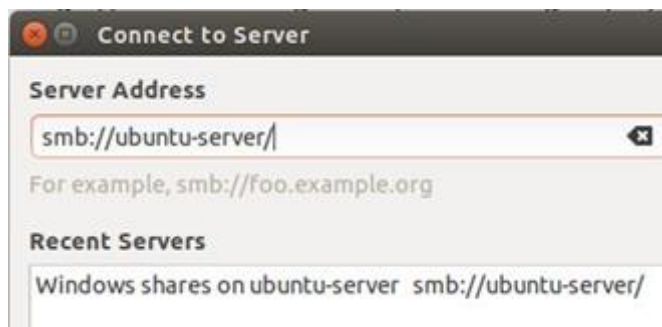 Connect to Server
Server Address
smb://ubuntu-server/
For example, smb://foo.example.org
Recent Servers
Windows shares on ubuntu-server smb://ubuntu-server/